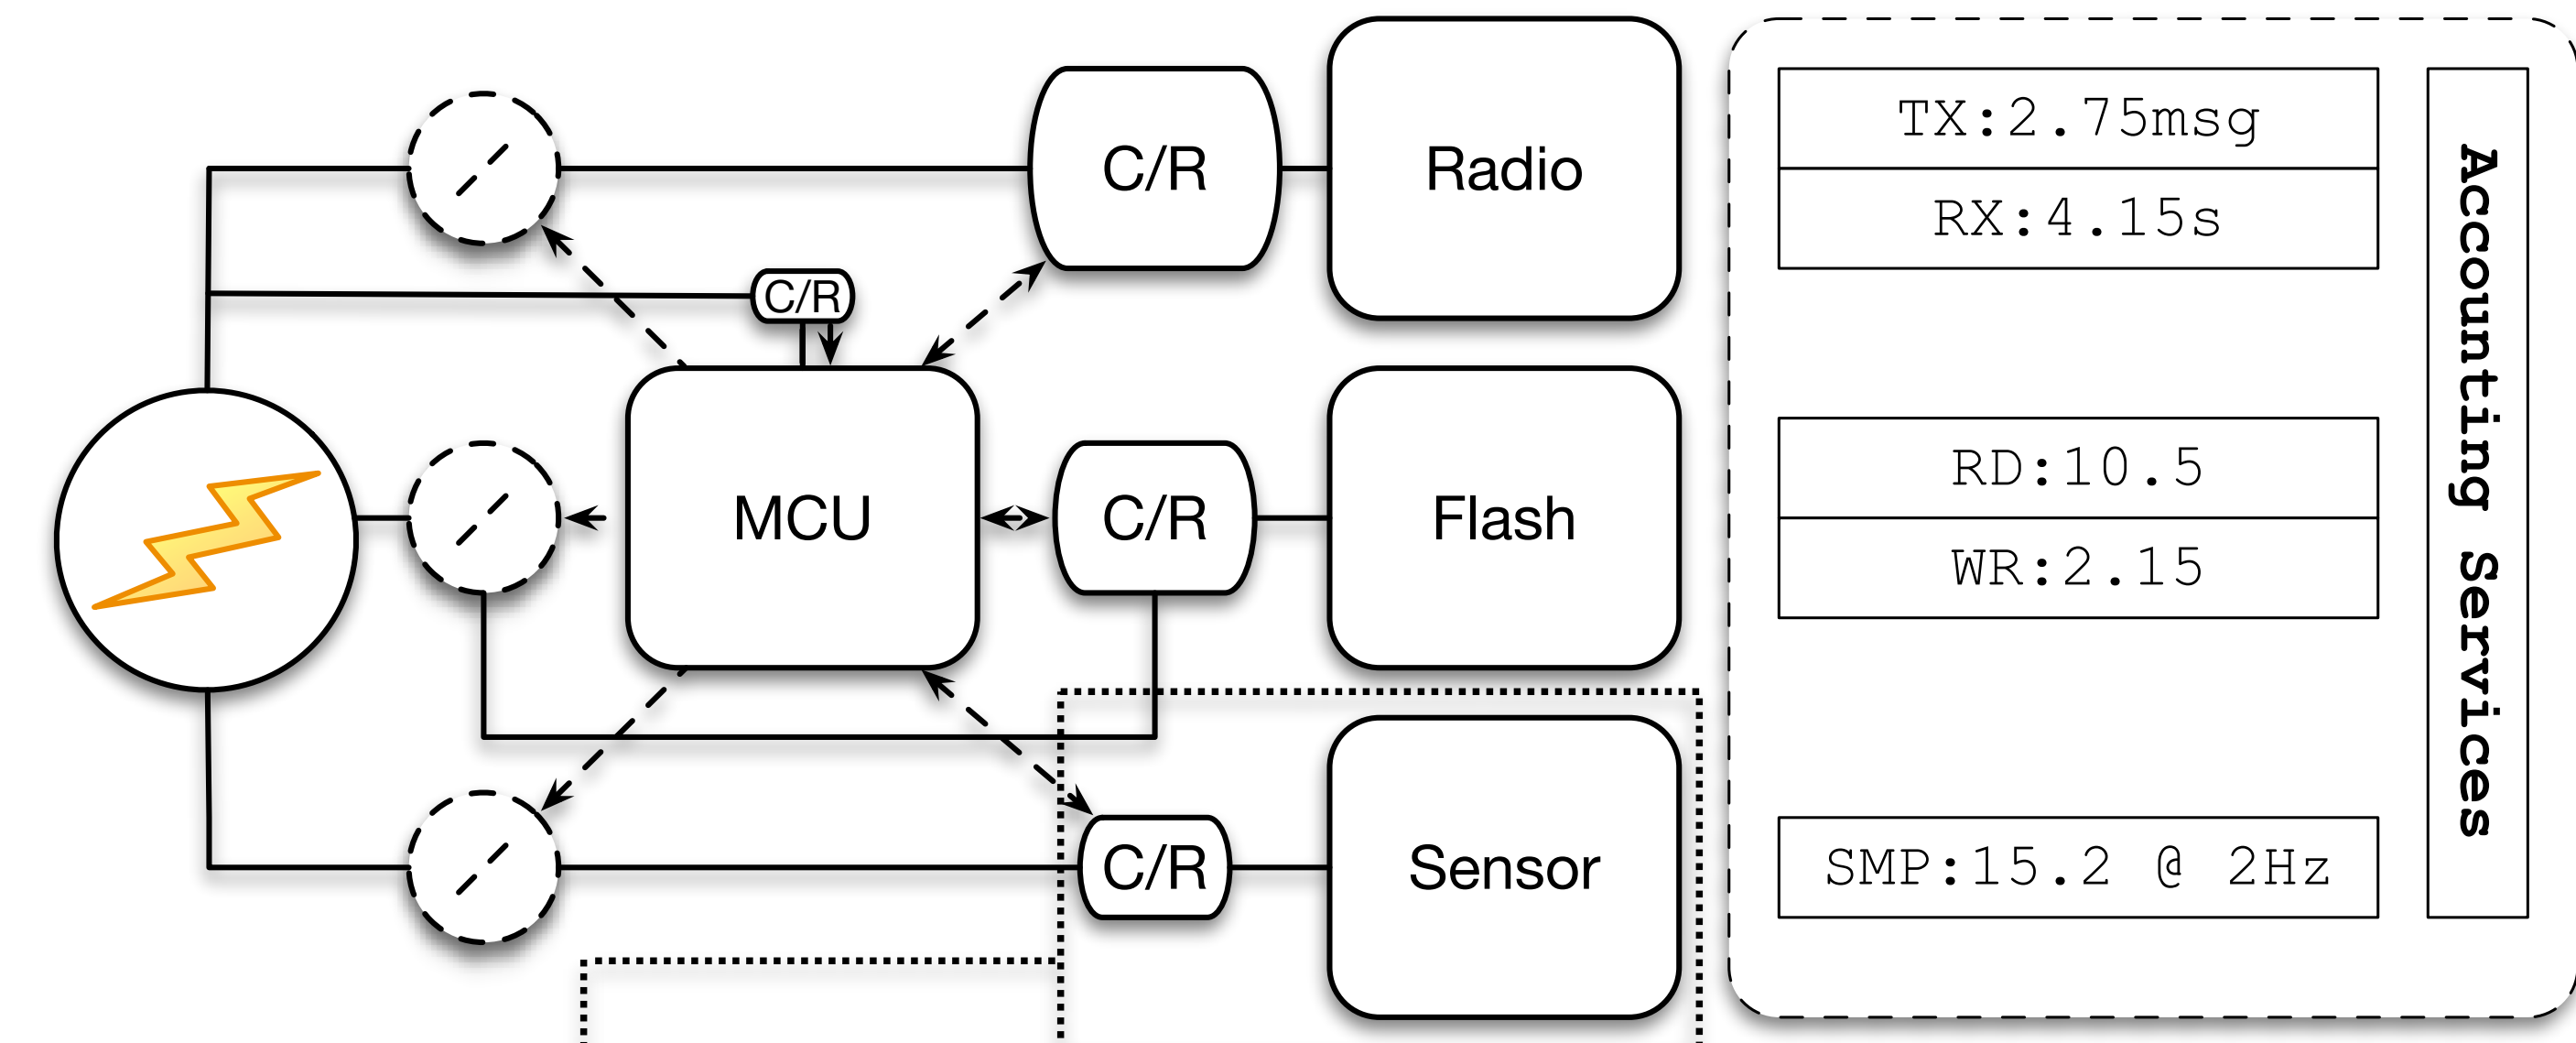 C/R
Radio
TX:2.75msg
RX:4.15s
C/R
MCU
C/R
Flash
RD:10.5
WR:2.15
C/R
Sensor
SMP:15.2 @ 2Hz
Accounting Services